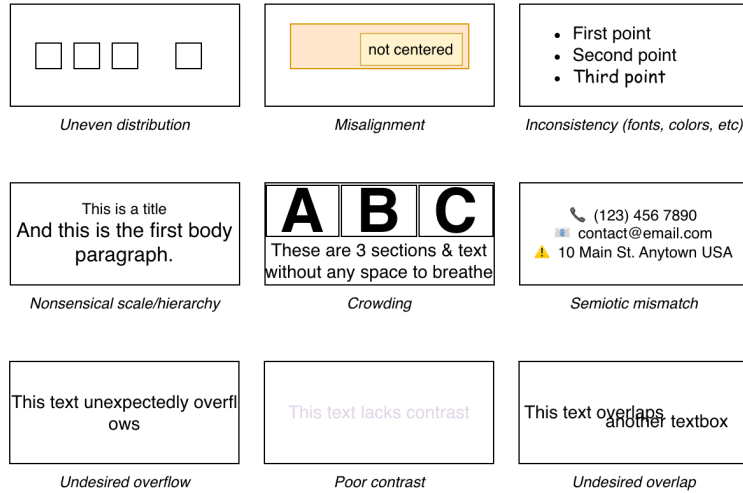 not centered
• First point
• Second point
• Third point
Uneven distribution
Misalignment
Inconsistency (fonts, colors, etc)
This is a title
And this is the first body
paragraph.
A B C
These are 3 sections & text
without any space to breathe
(123) 456 7890
contact@email.com
10 Main St. Anytown USA
Nonsensical scale/hierarchy
Crowding
Semiotic mismatch
This text unexpectedly overfl
ows
This text lacks contrast
This text overlaps
another textbox
Undesired overflow
Poor contrast
Undesired overlap